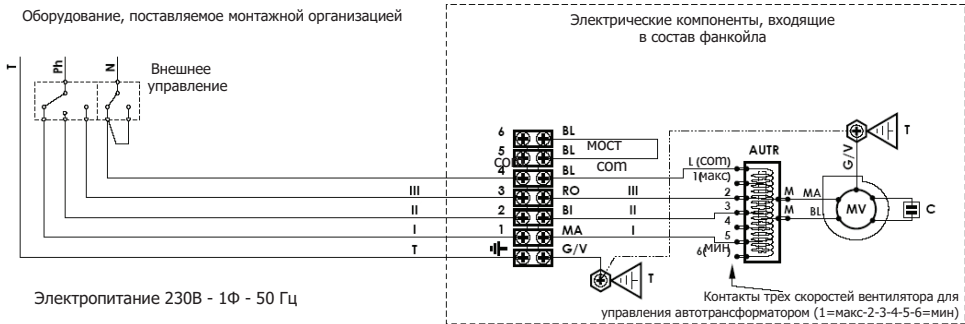 Оборудование, поставляемое монтажной организацией
Электрические компоненты, входящие
в состав фанкойла
T
Ph
N
Внешнее
управление
6
BL
мост
5
BL
com
com
4
BL
L (com)
1(макс)
AUTR
G/V
T
III
3
RO
III
2
M
MA
II
2
BI
II
3
M
BL
MV
C
4
I
1
MA
I
5
T
G/V
6(МИН)
T
Электропитание 230В - 1Ф - 50 Гц
Контакты трех скоростей вентилятора для
управления автотрансформатором (1=макс-2-3-4-5-6=мин)